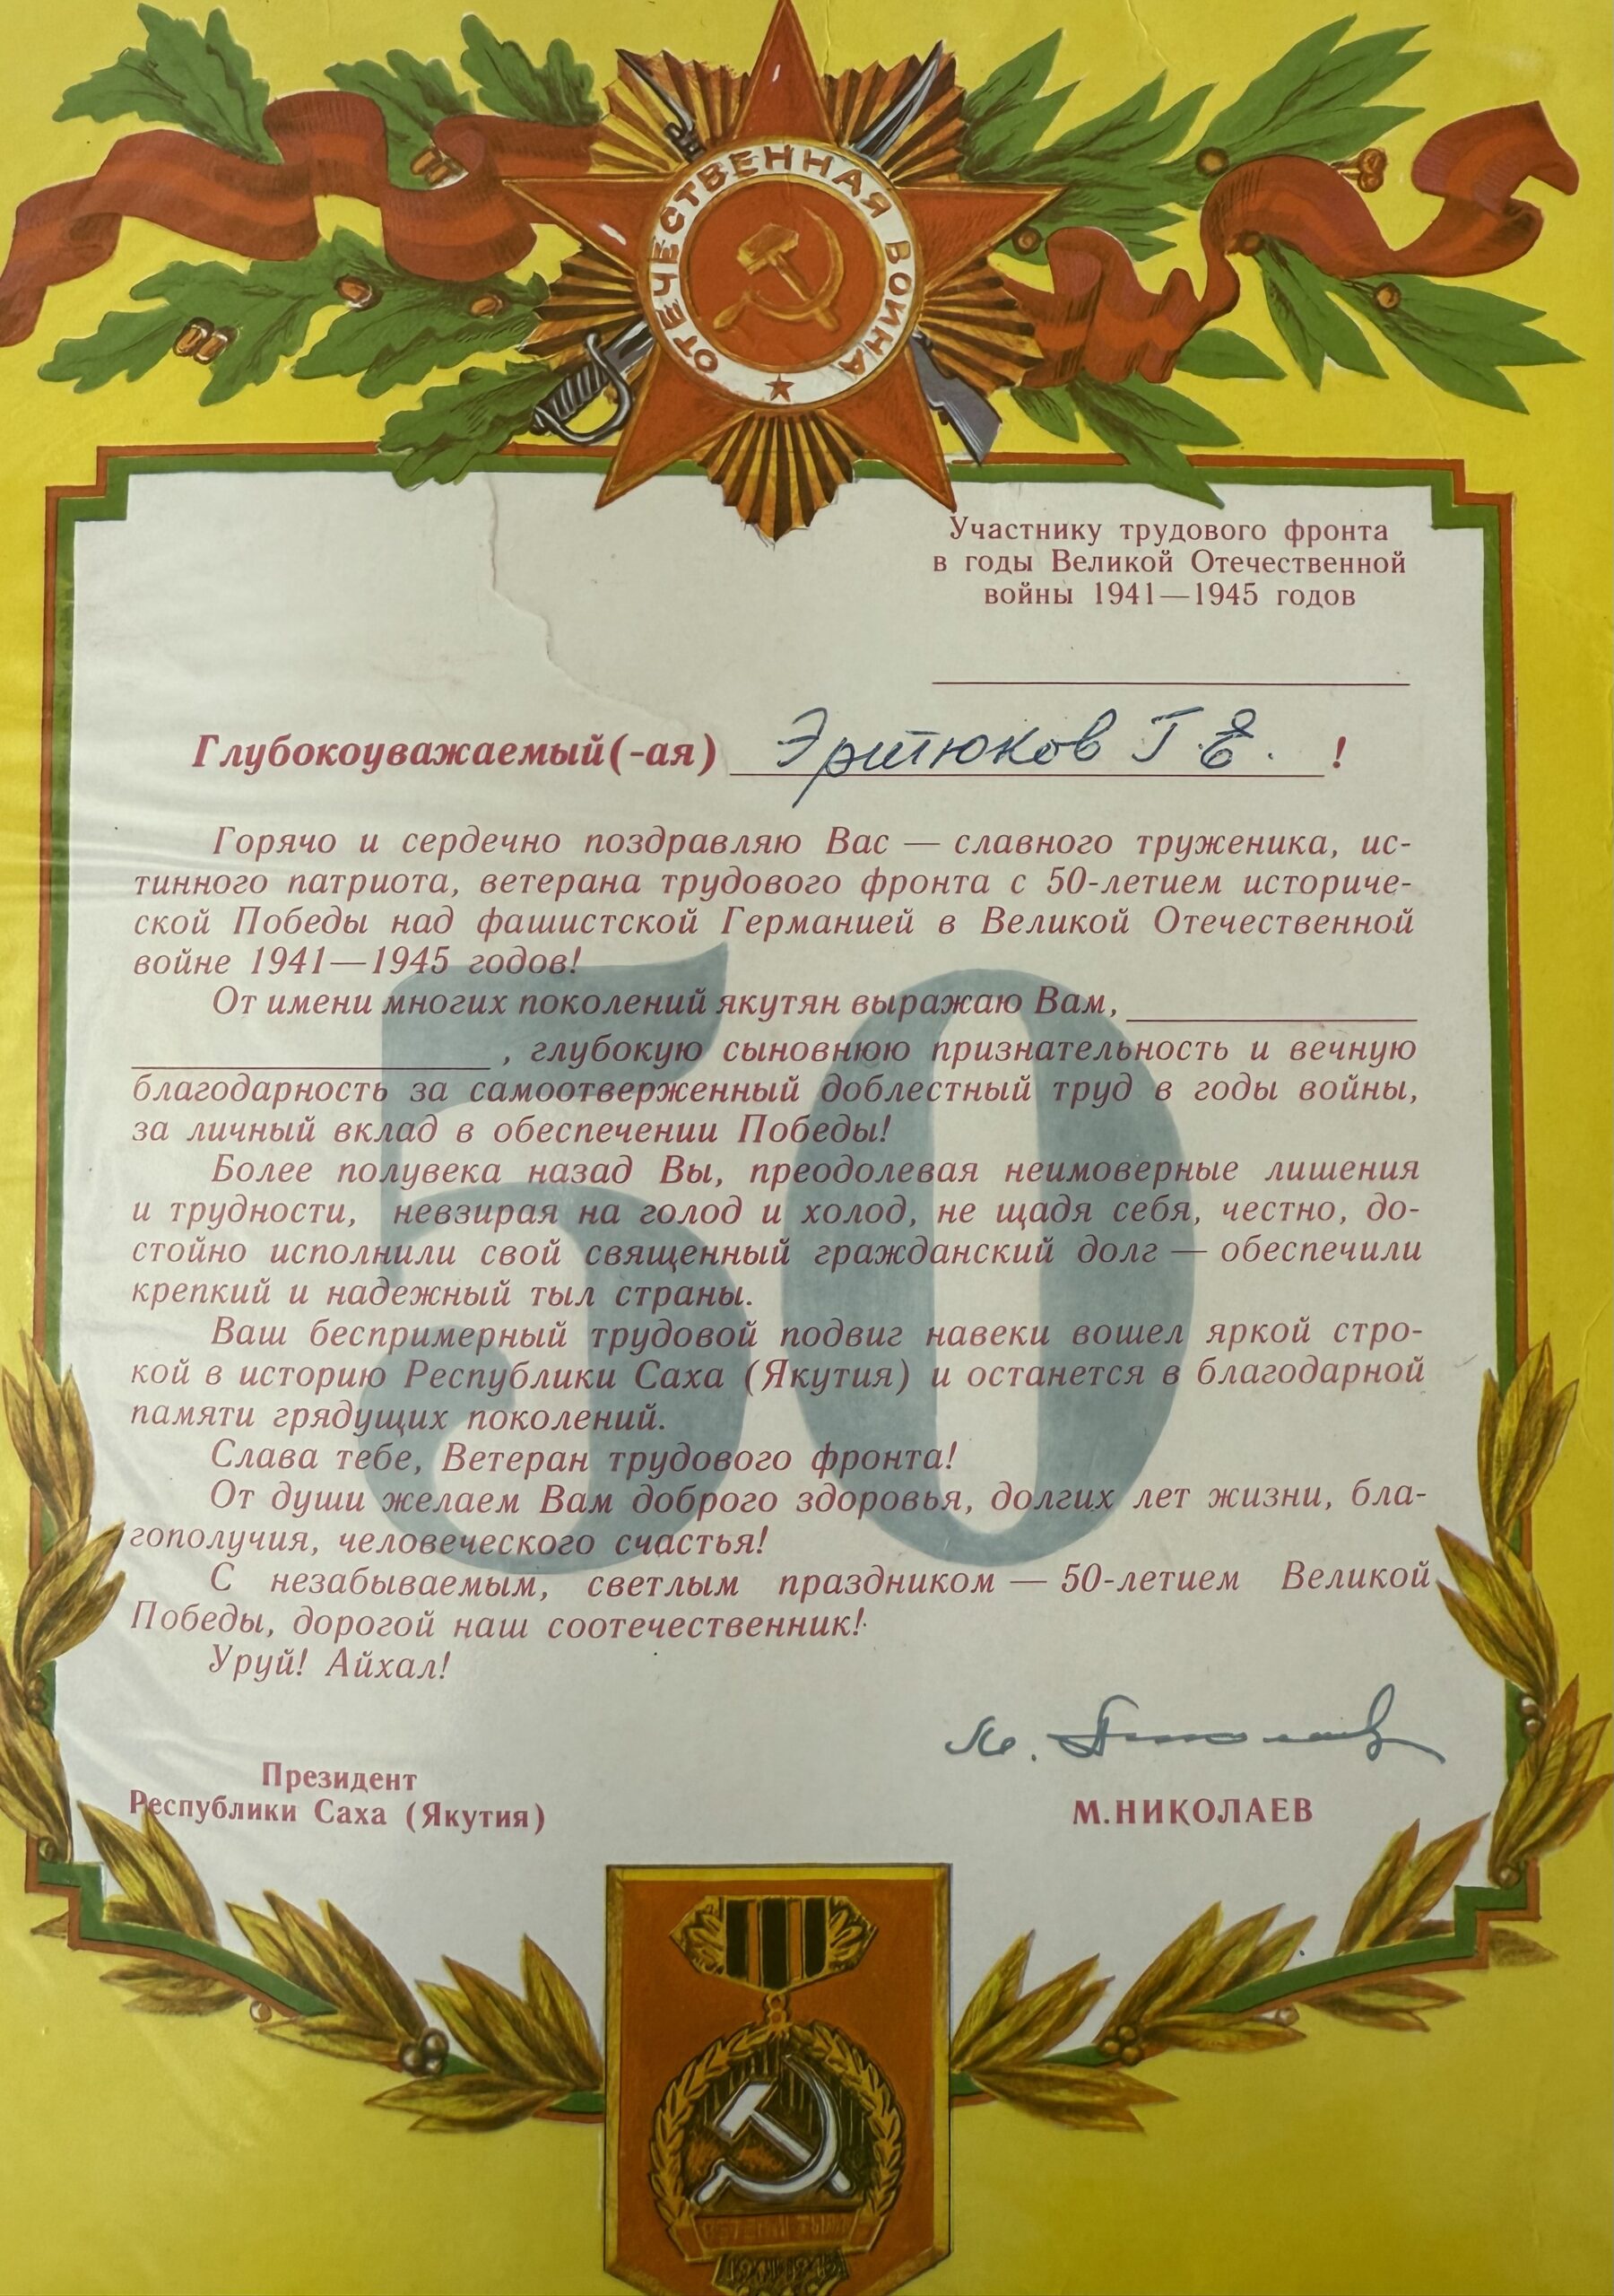 ОТЕЧЕСТВЕННАЯ ВОЙНА
Участнику трудового фронта
в годы Великой Отечественной
войны 1941—1945 годов
Глубокоуважаемый(-ая) Эритюков Г.Е. !
Горячо и сердечно поздравляю Вас — славного труженика, ис-
тинного патриота, ветерана трудового фронта с 50-летием историче-
ской Победы над фашистской Германией в Великой Отечественной
войне 1941—1945 годов!
От имени многих поколений якутян выражаю Вам,
, глубокую сыновнюю признательность и вечную
благодарность за самоотверженный доблестный труд в годы войны,
за личный вклад в обеспечении Победы!
Более полувека назад Вы, преодолевая неимоверные лишения
и трудности, невзирая на голод и холод, не щадя себя, честно, до-
стойно исполнили свой священный гражданский долг — обеспечили
крепкий и надежный тыл страны.
Ваш беспримерный трудовой подвиг навеки вошел яркой стро-
кой в историю Республики Саха (Якутия) и останется в благодарной
памяти грядущих поколений.
Слава тебе, Ветеран трудового фронта!
От души желаем Вам доброго здоровья, долгих лет жизни, бла-
гополучия, человеческого счастья!
С незабываемым, светлым праздником — 50-летием Великой
Победы, дорогой наш соотечественник!
Уруй! Айхал!
50
Президент
Республики Саха (Якутия)
М. Николаев
М.НИКОЛАЕВ